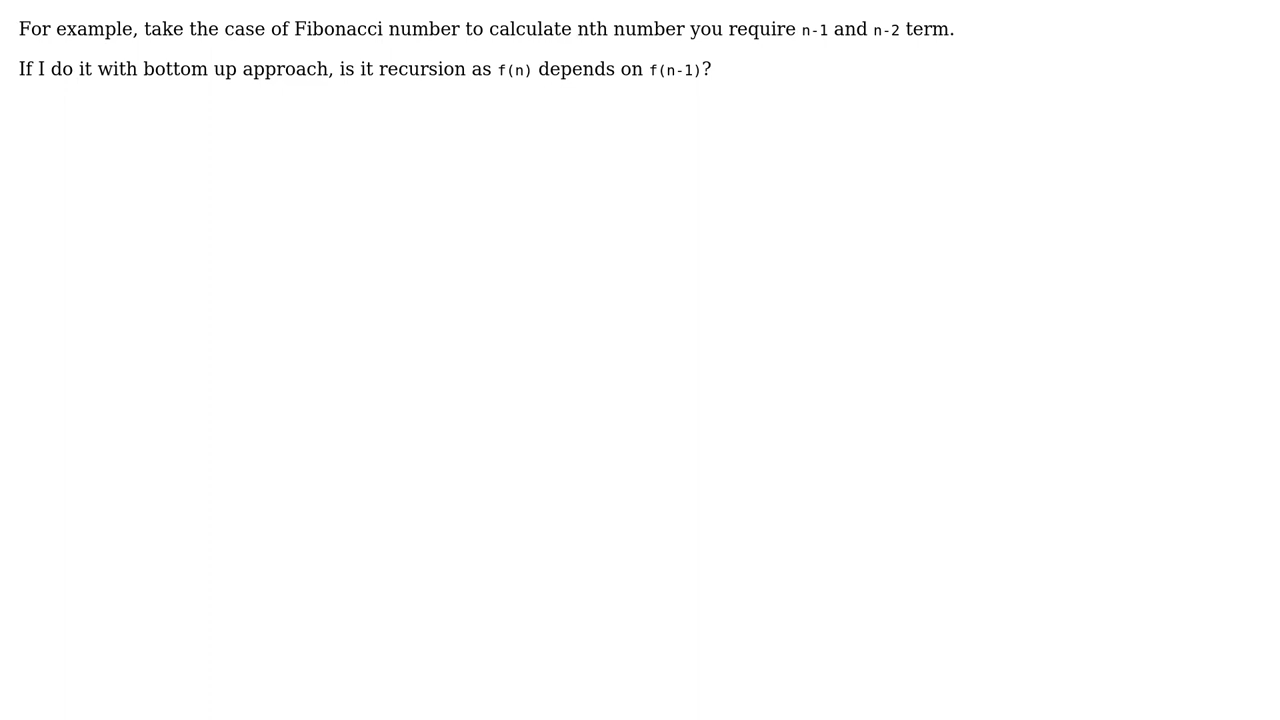 For example, take the case of Fibonacci number to calculate nth number you require n-1 and n-2 term.
If I do it with bottom up approach, is it recursion as f(n) depends on f(n-1)?